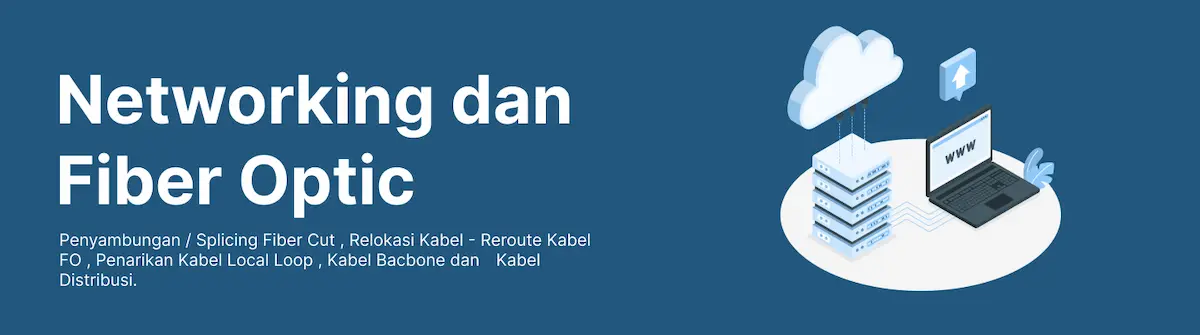 Networking dan
Fiber Optic
Penyambungan / Splicing Fiber Cut , Relokasi Kabel - Reroute Kabel
FO , Penarikan Kabel Local Loop , Kabel Bacbone dan   Kabel
Distribusi.
WWW